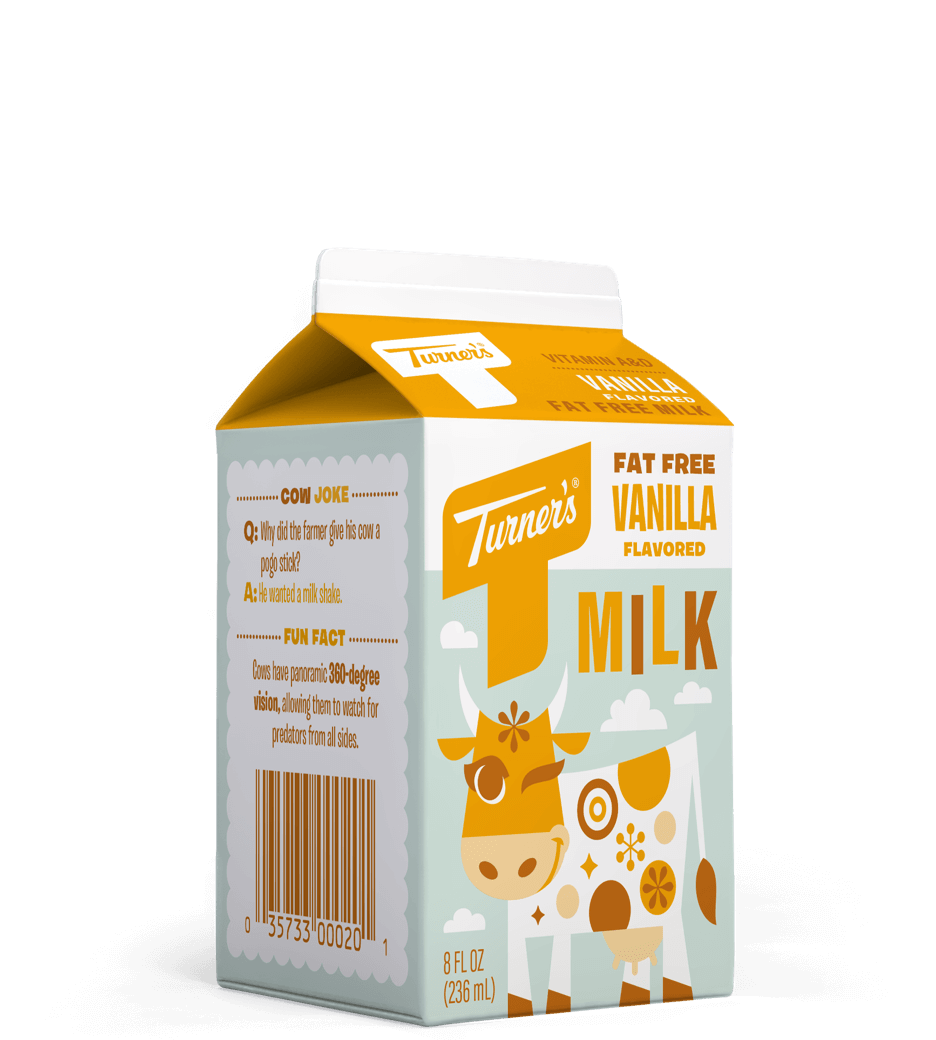 Turner's®
VITAMIN A&D
VANILLA
FLAVORED
FAT FREE MILK
COW JOKE
Q: Why did the farmer give his cow a
pogo stick?
A: He wanted a milk shake.
FUN FACT
Cows have panoramic 360-degree
vision, allowing them to watch for
predators from all sides.
0 35733 00020 1
Turner's®
FAT FREE
VANILLA
FLAVORED
MILK
8 FL OZ
(236 mL)